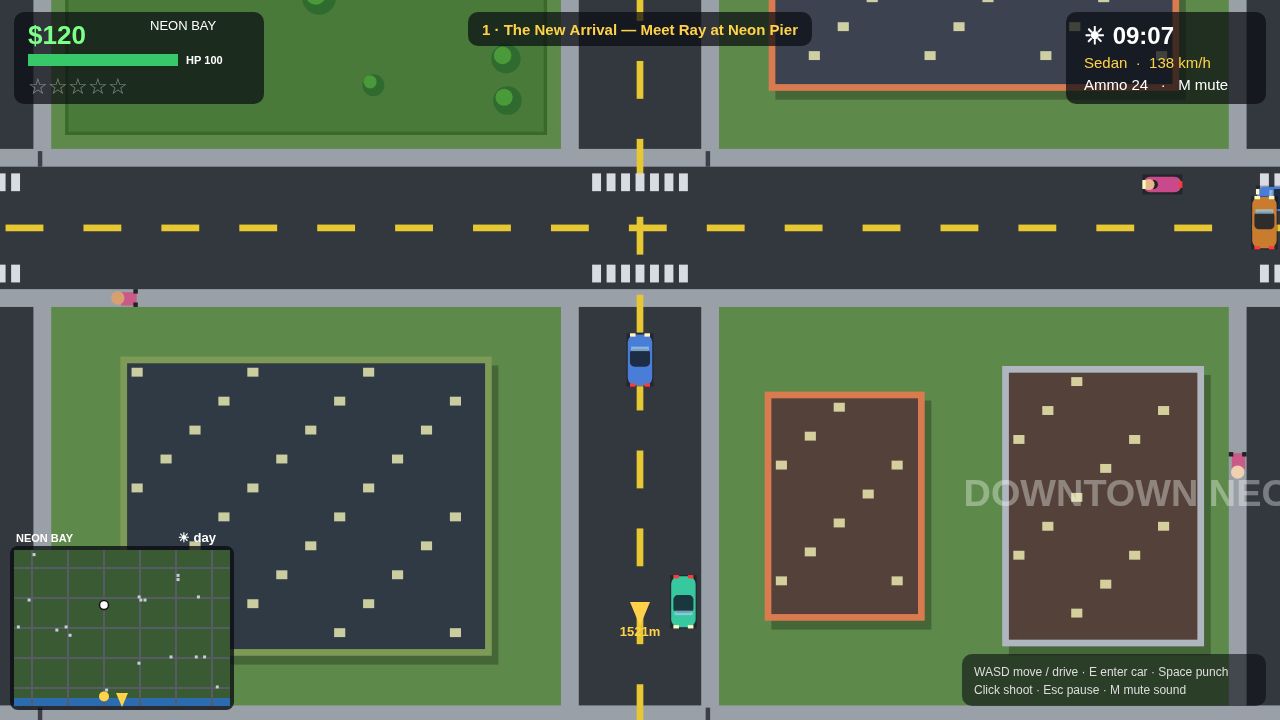 $120
NEON BAY
HP 100
1 · The New Arrival — Meet Ray at Neon Pier
09:07
Sedan · 138 km/h
Ammo 24 · M mute
DOWNTOWN NEO
1521m
NEON BAY
day
WASD move / drive · E enter car · Space punch
Click shoot · Esc pause · M mute sound